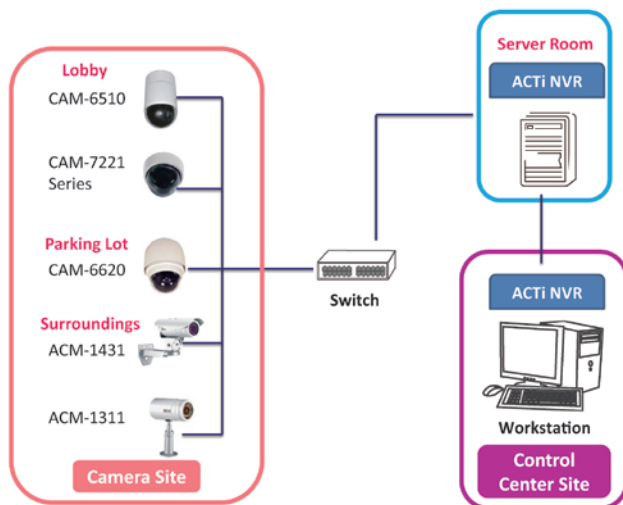 Lobby
CAM-6510
CAM-7221
Series
Parking Lot
CAM-6620
Surroundings
ACM-1431
ACM-1311
Camera Site
Switch
Server Room
ACTi NVR
ACTi NVR
Workstation
Control
Center Site